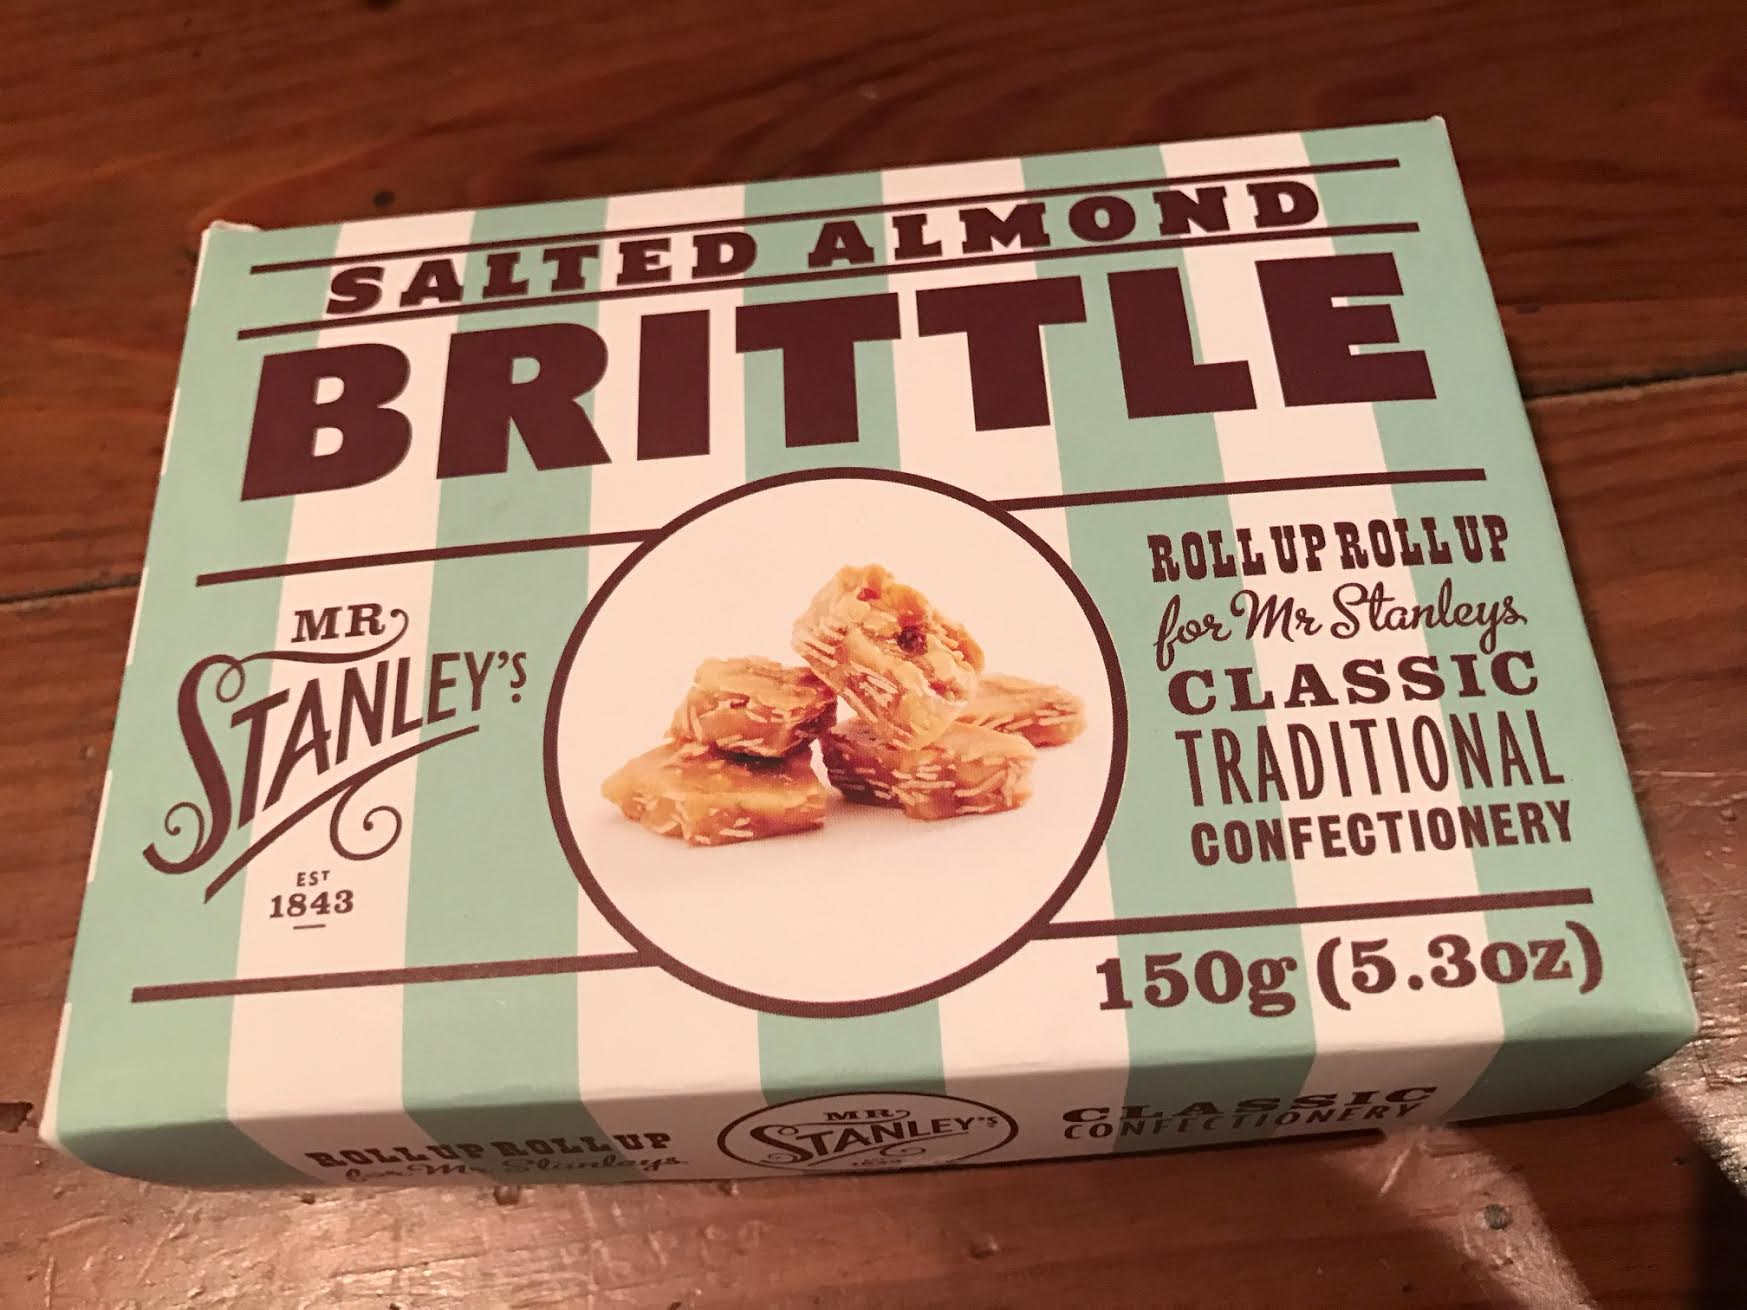 SALTED ALMOND
BRITTLE
MR
STANLEY'S
EST
1843
ROLL UP ROLL UP
for Mr Stanleys
CLASSIC
TRADITIONAL
CONFECTIONERY
150g (5.3oz)
ROLL UP ROLL UP
for Mr Stanleys
MR
STANLEY'S
CLASSIC
CONFECTIONERY